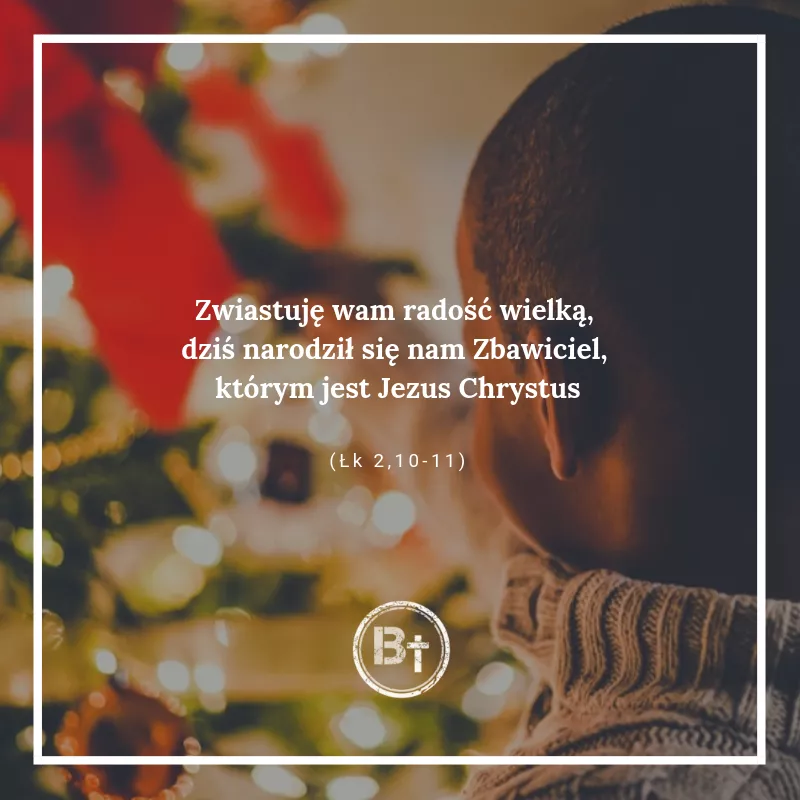 Zwiastuję wam radość wielką,
dziś narodził się nam Zbawiciel,
którym jest Jezus Chrystus
(Łk 2,10-11)
B†